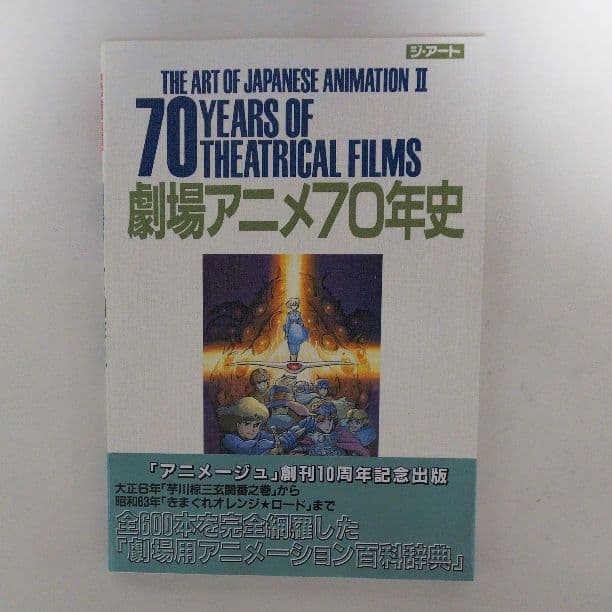 ジ・アート
THE ART OF JAPANESE ANIMATION II
70 YEARS OF
THEATRICAL FILMS
劇場アニメ70年史
「アニメージュ」創刊10周年記念出版
大正6年「芋川椋三玄関番之巻」から
昭和63年「きまぐれオレンジ★ロード」まで
全600本を完全網羅した
「劇場用アニメーション百科辞典」